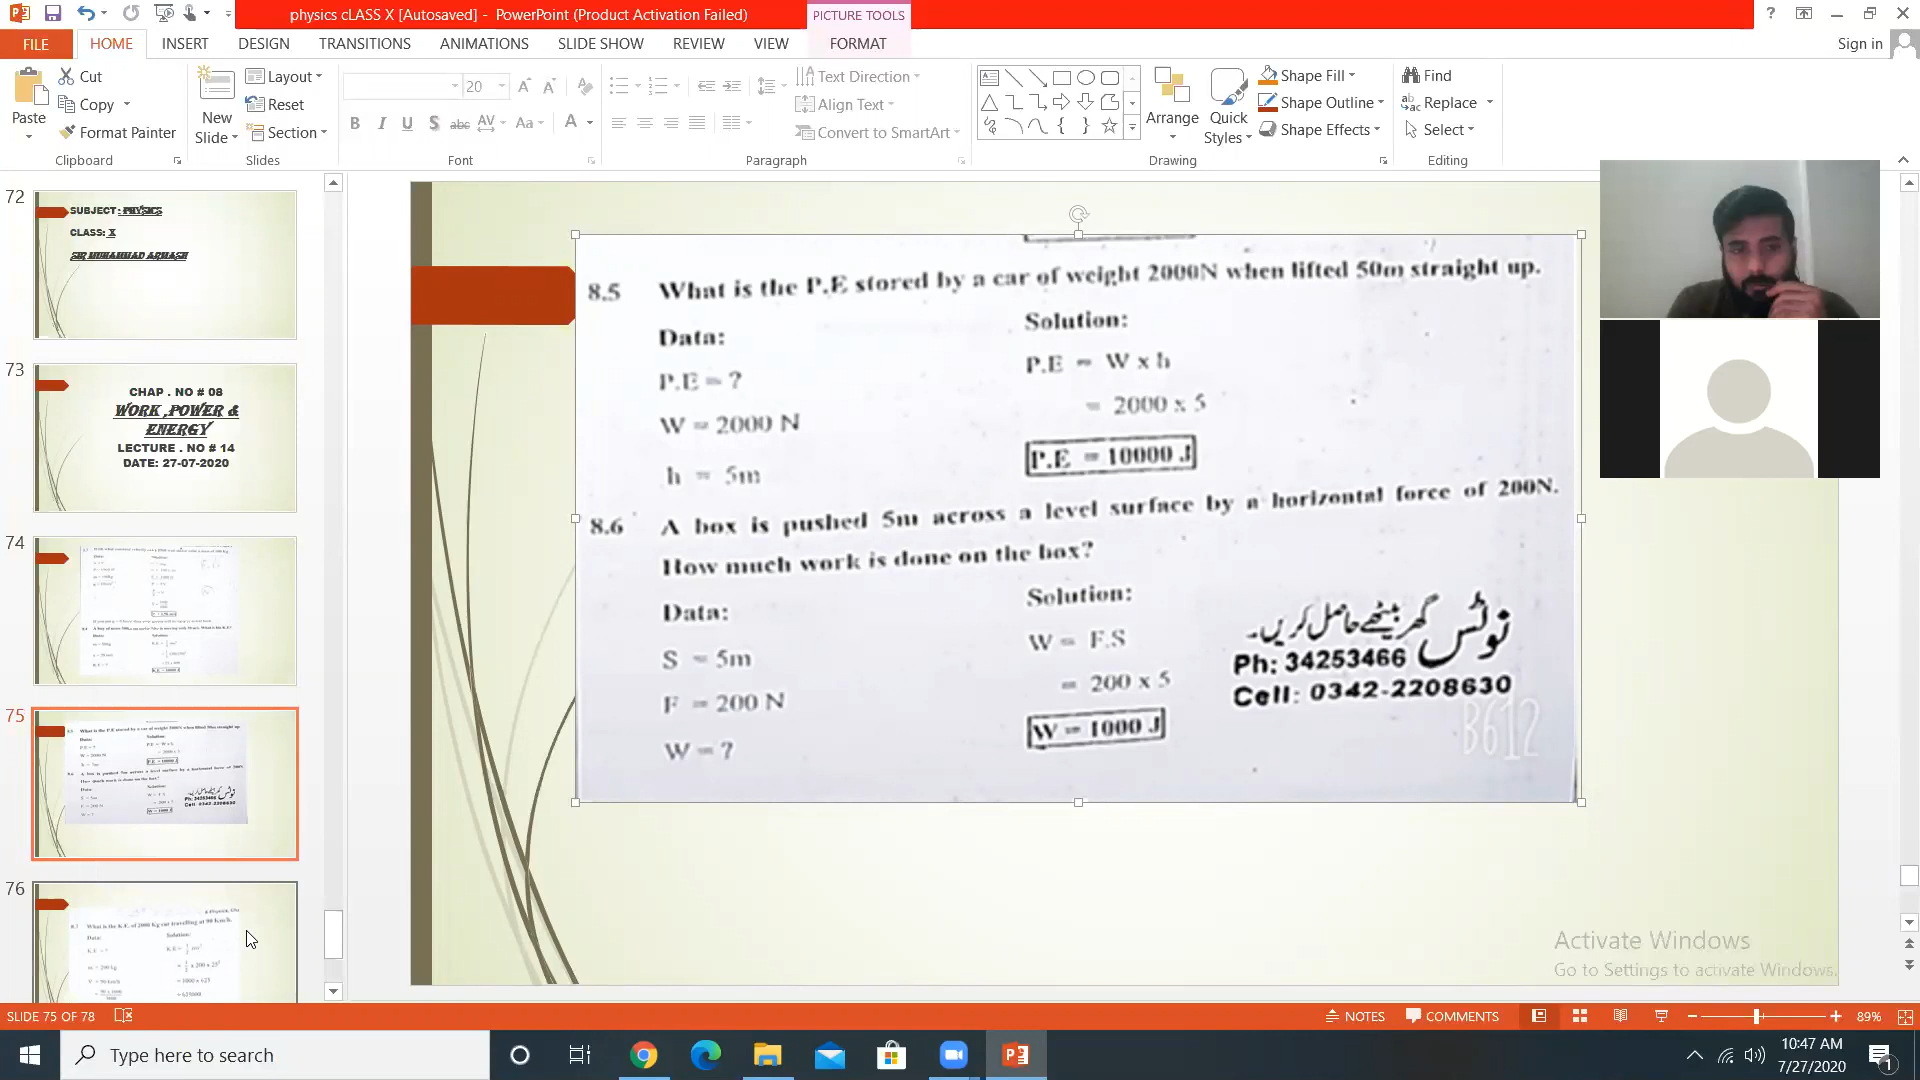 physics cLASS X [Autosaved] - PowerPoint (Product Activation Failed)
PICTURE TOOLS
FILE
HOME
INSERT
DESIGN
TRANSITIONS
ANIMATIONS
SLIDE SHOW
REVIEW
VIEW
FORMAT
Sign in
Paste
Cut
Copy
Format Painter
Clipboard
New Slide
Layout
Reset
Section
Slides
20
Font
Text Direction
Align Text
Convert to SmartArt
Paragraph
Arrange
Quick Styles
Shape Fill
Shape Outline
Shape Effects
Drawing
Find
Replace
Select
Editing
72
SUBJECT : PHYSICS
CLASS: X
SIR MUHAMMAD ARHASH
73
CHAP . NO # 08
WORK ,POWER &
ENERGY
LECTURE . NO # 14
DATE: 27-07-2020
74
75
76
8.5 What is the P.E stored by a car of weight 2000N when lifted 50m straight up.
Data:
Solution:
P.E = ?
P.E = W x h
W = 2000 N
= 2000 x 5
h = 5m
P.E = 10000 J
8.6 A box is pushed 5m across a level surface by a horizontal force of 200N.
How much work is done on the box?
Data:
Solution:
S = 5m
W = F.S
F = 200 N
= 200 x 5
W = ?
W = 1000 J
نوٹس گھر بیٹھے حاصل کریں۔
Ph: 34253466
Cell: 0342-2208630
B612
Activate Windows
Go to Settings to activate Windows.
SLIDE 75 OF 78
NOTES
COMMENTS
89%
Type here to search
10:47 AM
7/27/2020
1